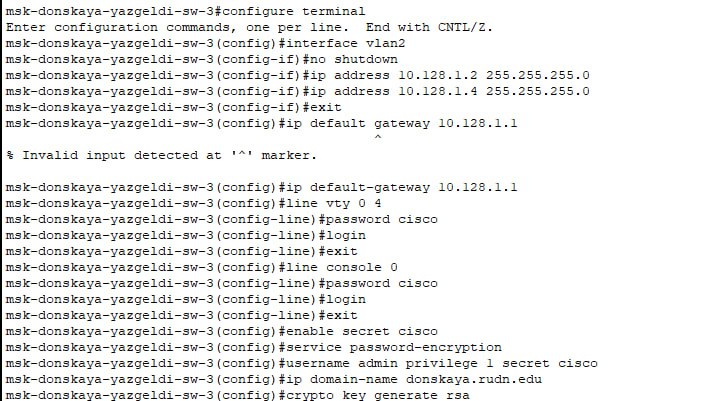 msk-donskaya-yazgeldi-sw-3#configure terminal
Enter configuration commands, one per line.  End with CNTL/Z.
msk-donskaya-yazgeldi-sw-3(config)#interface vlan2
msk-donskaya-yazgeldi-sw-3(config-if)#no shutdown
msk-donskaya-yazgeldi-sw-3(config-if)#ip address 10.128.1.2 255.255.255.0
msk-donskaya-yazgeldi-sw-3(config-if)#ip address 10.128.1.4 255.255.255.0
msk-donskaya-yazgeldi-sw-3(config-if)#exit
msk-donskaya-yazgeldi-sw-3(config)#ip default gateway 10.128.1.1
^
% Invalid input detected at '^' marker.
msk-donskaya-yazgeldi-sw-3(config)#ip default-gateway 10.128.1.1
msk-donskaya-yazgeldi-sw-3(config)#line vty 0 4
msk-donskaya-yazgeldi-sw-3(config-line)#password cisco
msk-donskaya-yazgeldi-sw-3(config-line)#login
msk-donskaya-yazgeldi-sw-3(config-line)#exit
msk-donskaya-yazgeldi-sw-3(config)#line console 0
msk-donskaya-yazgeldi-sw-3(config-line)#password cisco
msk-donskaya-yazgeldi-sw-3(config-line)#login
msk-donskaya-yazgeldi-sw-3(config-line)#exit
msk-donskaya-yazgeldi-sw-3(config)#enable secret cisco
msk-donskaya-yazgeldi-sw-3(config)#service password-encryption
msk-donskaya-yazgeldi-sw-3(config)#username admin privilege 1 secret cisco
msk-donskaya-yazgeldi-sw-3(config)#ip domain-name donskaya.rudn.edu
msk-donskaya-yazgeldi-sw-3(config)#crypto key generate rsa